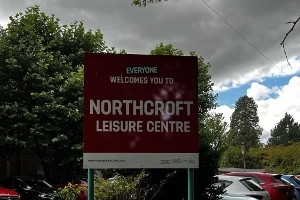 EVERYONE
WELCOMES YOU TO
NORTHCROFT
LEISURE CENTRE